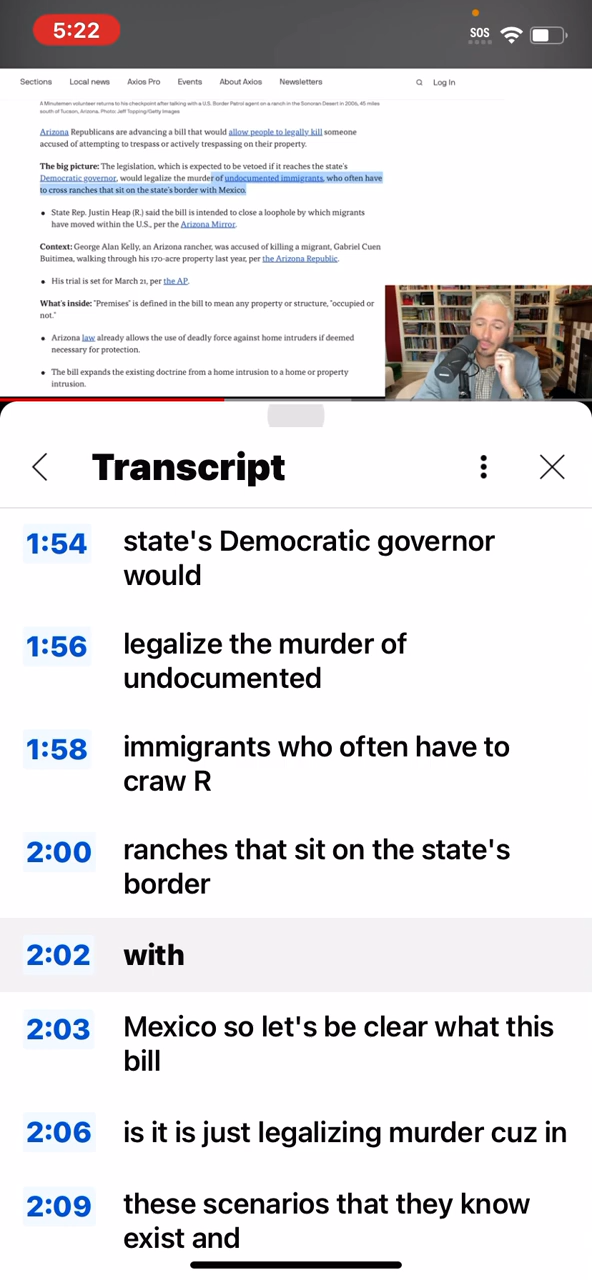 5:22
SOS
Sections Local news Axios Pro Events About Axios Newsletters Log In
A Minutemen volunteer returns to his checkpoint after talking with a U.S. Border Patrol agent on a ranch in the Sonoran Desert in 2006, 45 miles
south of Tucson, Arizona. Photo: Jeff Topping/Getty Images
Arizona Republicans are advancing a bill that would allow people to legally kill someone
accused of attempting to trespass or actively trespassing on their property.
The big picture: The legislation, which is expected to be vetoed if it reaches the state's
Democratic governor, would legalize the murder of undocumented immigrants, who often have
to cross ranches that sit on the state's border with Mexico.
• State Rep. Justin Heap (R.) said the bill is intended to close a loophole by which migrants
have moved within the U.S., per the Arizona Mirror.
Context: George Alan Kelly, an Arizona rancher, was accused of killing a migrant, Gabriel Cuen
Buitimea, walking through his 170-acre property last year, per the Arizona Republic.
• His trial is set for March 21, per the AP.
What's inside: "Premises" is defined in the bill to mean any property or structure, "occupied or
not."
• Arizona law already allows the use of deadly force against home intruders if deemed
necessary for protection.
• The bill expands the existing doctrine from a home intrusion to a home or property
intrusion.
Transcript
1:54 state's Democratic governor
would
1:56 legalize the murder of
undocumented
1:58 immigrants who often have to
craw R
2:00 ranches that sit on the state's
border
2:02 with
2:03 Mexico so let's be clear what this
bill
2:06 is it is just legalizing murder cuz in
2:09 these scenarios that they know
exist and